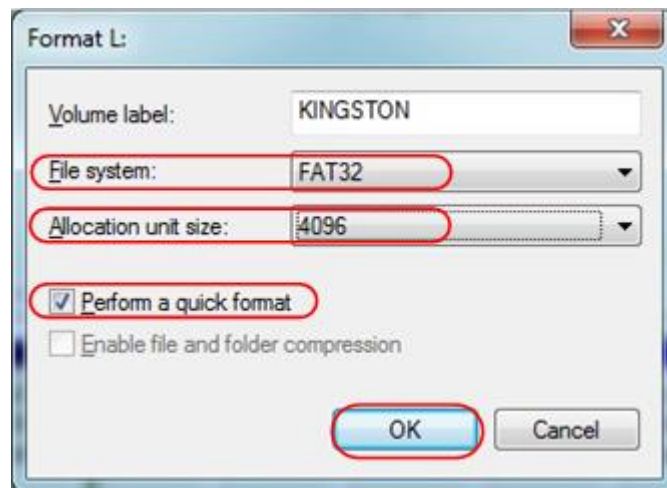 Format L:
Volume label: KINGSTON
File system: FAT32
Allocation unit size: 4096
Perform a quick format
Enable file and folder compression
OK Cancel